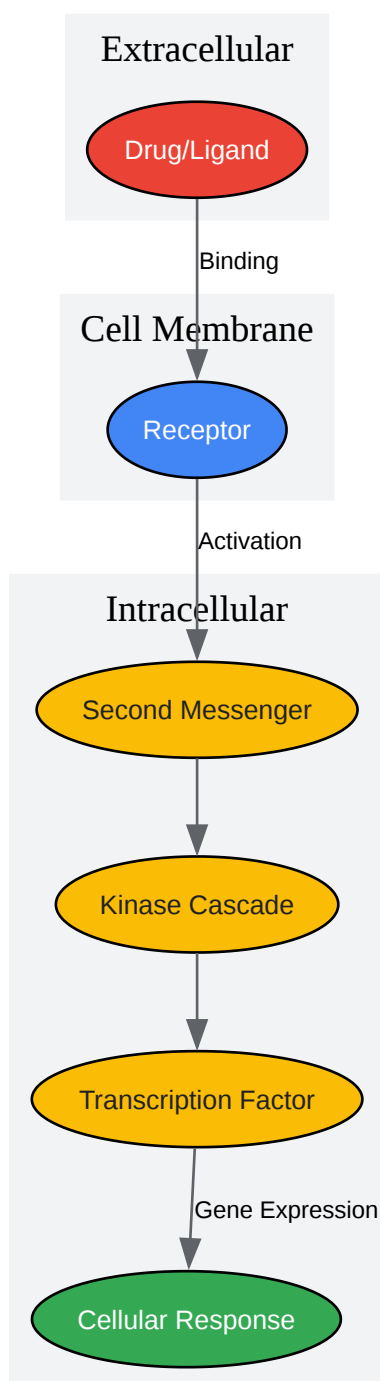 Extracellular
Drug/Ligand
Binding
Cell Membrane
Receptor
Activation
Intracellular
Second Messenger
Kinase Cascade
Transcription Factor
Gene Expression
Cellular Response